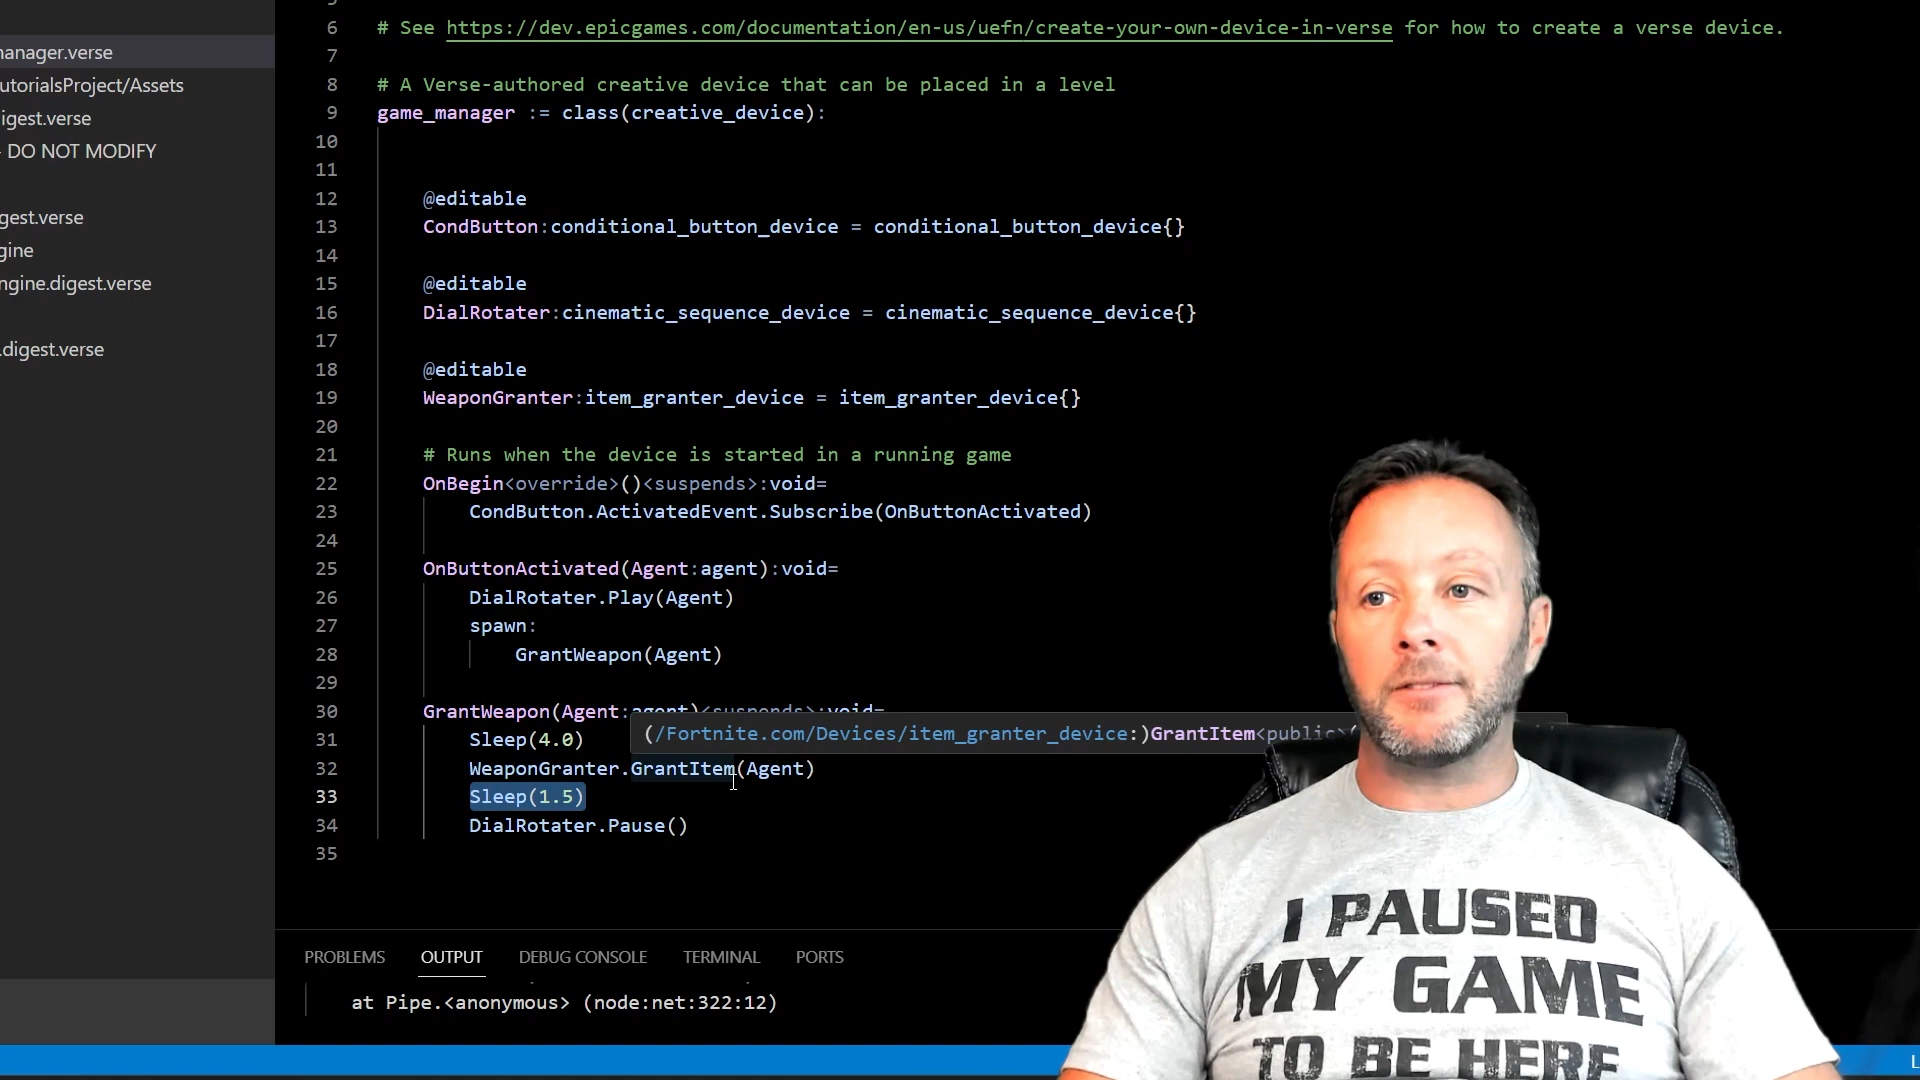 6 # See https://dev.epicgames.com/documentation/en-us/uefn/create-your-own-device-in-verse for how to create a verse device.
nanager.verse
7
utorialsProject/Assets
8 # A Verse-authored creative device that can be placed in a level
igest.verse
9 game_manager := class(creative_device):
- DO NOT MODIFY
10
11
12 @editable
gest.verse
13 CondButton:conditional_button_device = conditional_button_device{}
gine
14
ngine.digest.verse
15 @editable
16 DialRotater:cinematic_sequence_device = cinematic_sequence_device{}
.digest.verse
17
18 @editable
19 WeaponGranter:item_granter_device = item_granter_device{}
20
21 # Runs when the device is started in a running game
22 OnBegin<override>()<suspends>:void=
23 CondButton.ActivatedEvent.Subscribe(OnButtonActivated)
24
25 OnButtonActivated(Agent:agent):void=
26 DialRotater.Play(Agent)
27 spawn:
28 GrantWeapon(Agent)
29
30 GrantWeapon(Agent:agent)<suspends>:void=
31 Sleep(4.0)
(/Fortnite.com/Devices/item_granter_device:)GrantItem<public>(
32 WeaponGranter.GrantItem(Agent)
33 Sleep(1.5)
34 DialRotater.Pause()
35
PROBLEMS OUTPUT DEBUG CONSOLE TERMINAL PORTS
at Pipe.<anonymous> (node:net:322:12)
L
I PAUSED
MY GAME
TO BE HERE